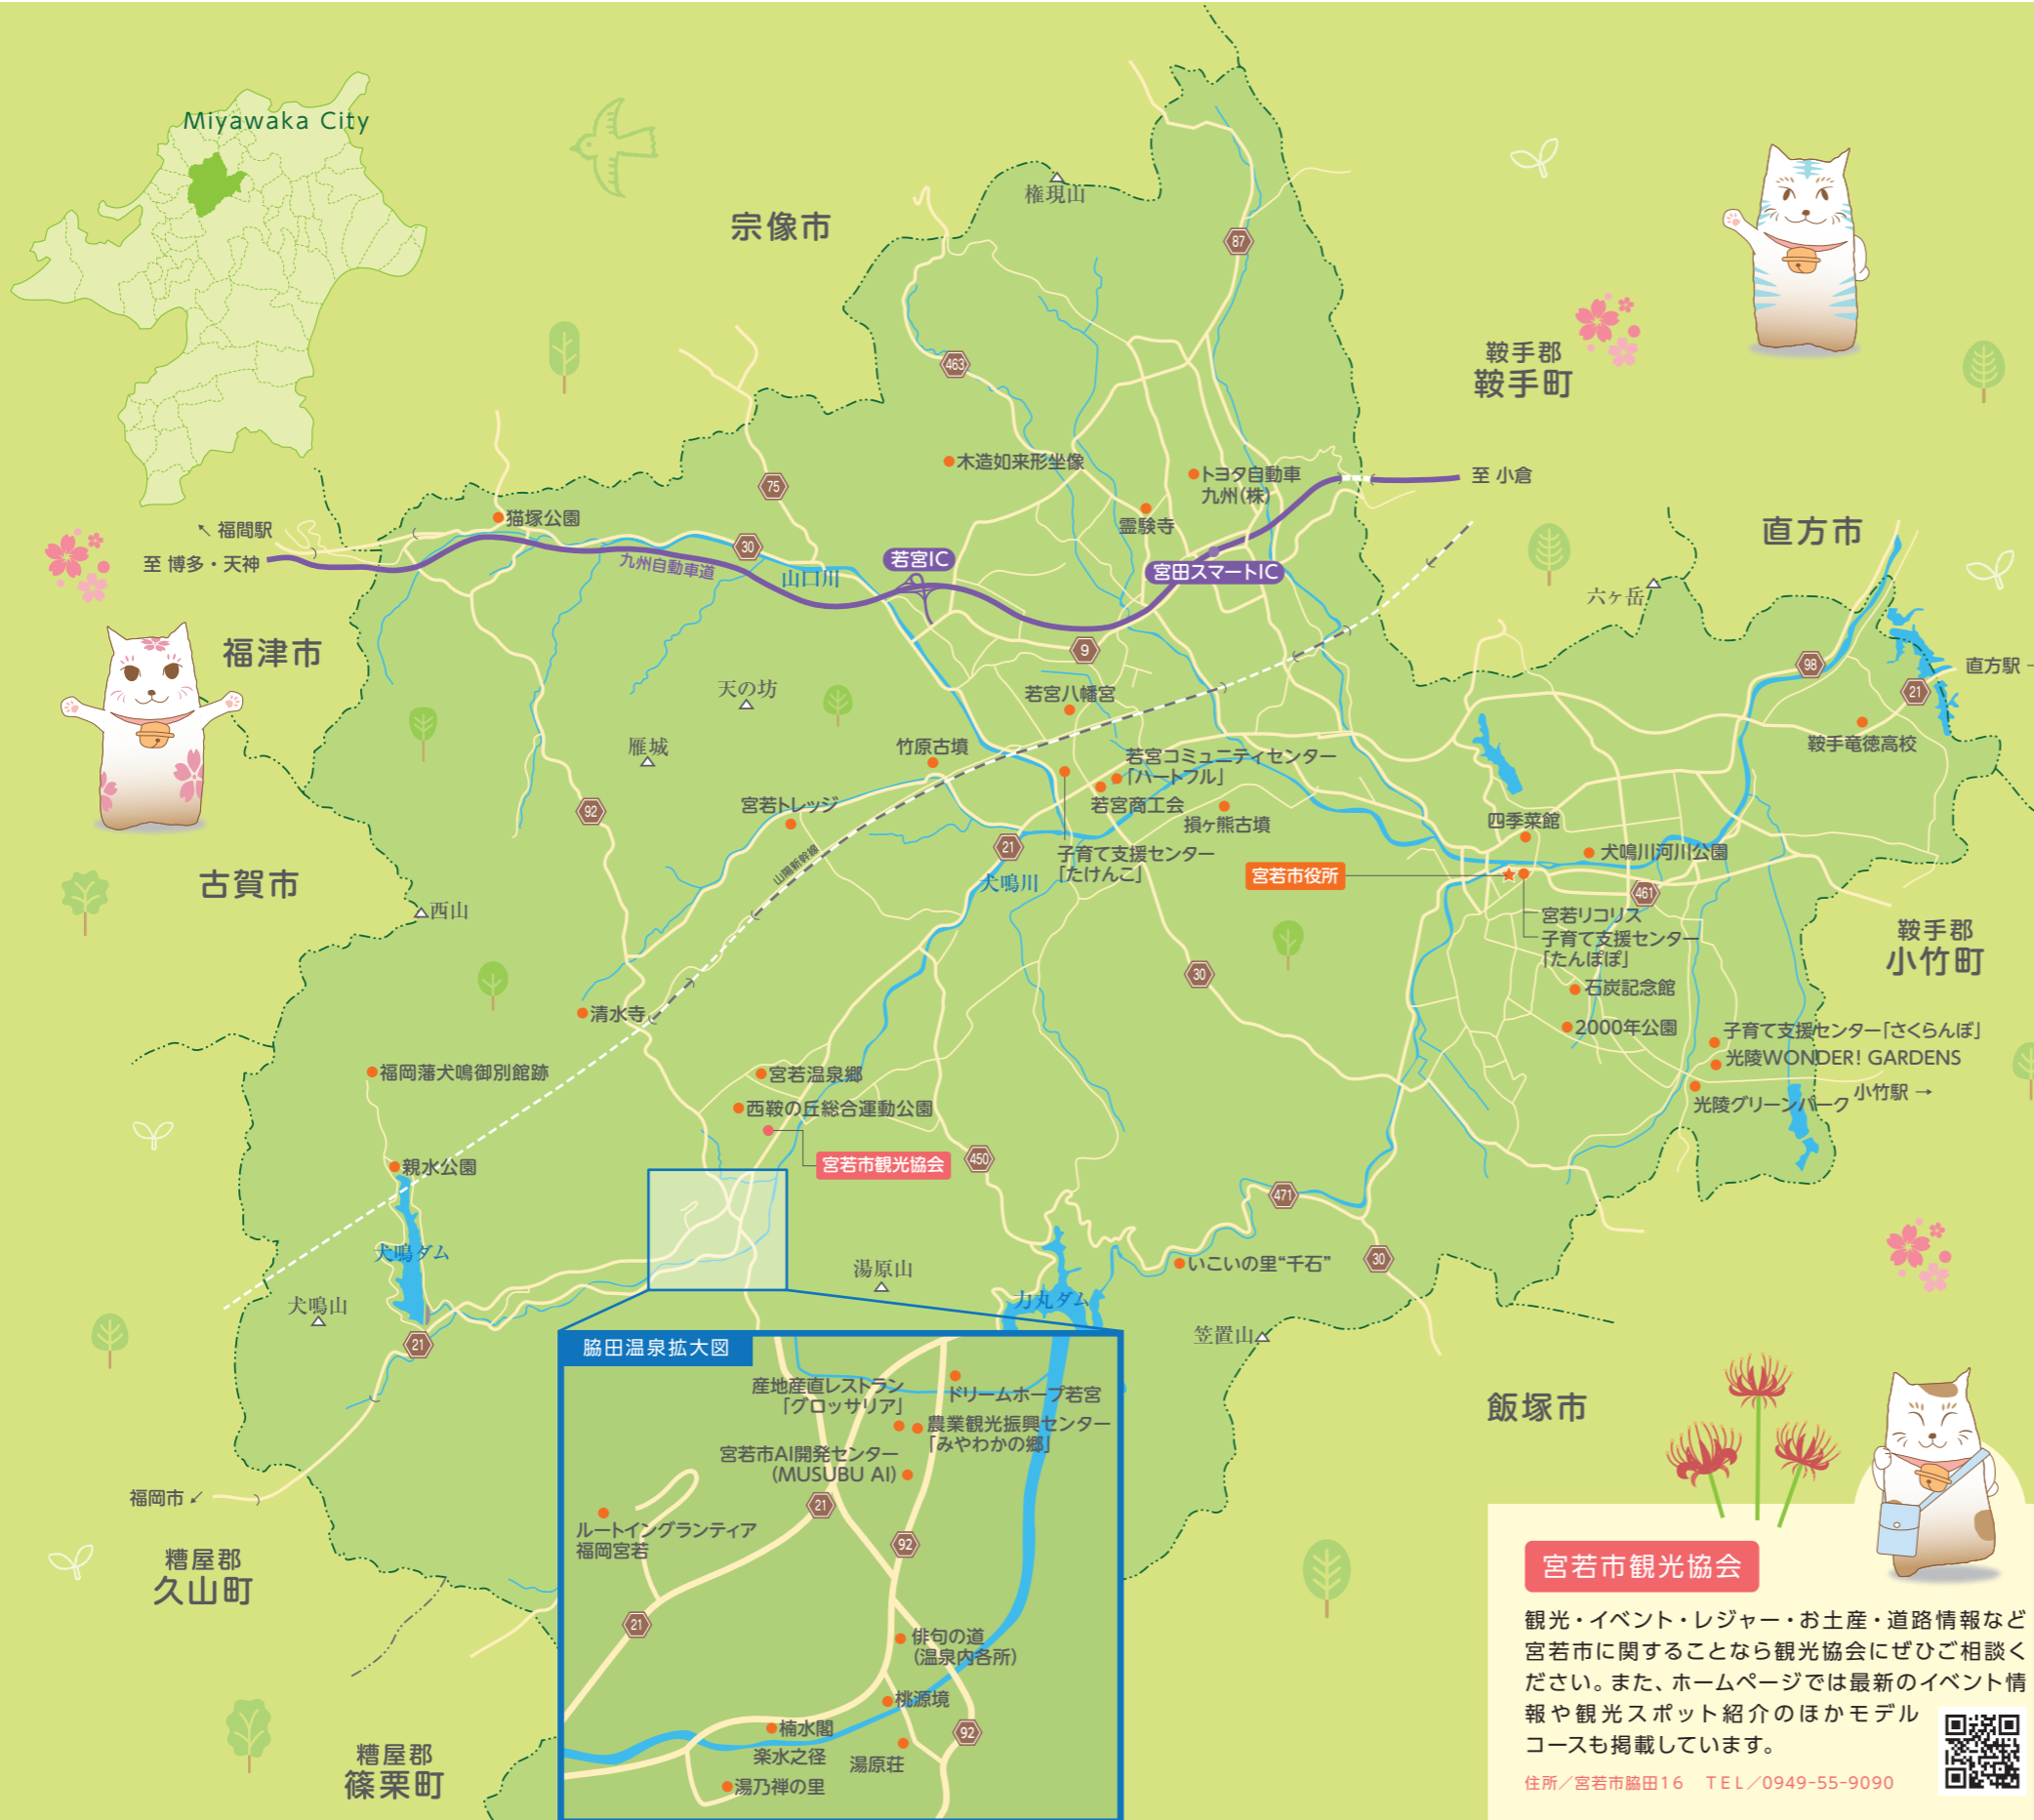 Miyawaka City
宗像市
権現山
87
463
鞍手郡
鞍手町
木造如来形坐像
トヨタ自動車
九州(株)
至 小倉
75
猫塚公園
霊験寺
↖ 福間駅
至 博多・天神
30
九州自動車道
山口川
若宮IC
宮田スマートIC
直方市
六ヶ岳
福津市
9
98
直方駅→
21
天の坊
若宮八幡宮
鞍手竜徳高校
雁城
竹原古墳
若宮コミュニティセンター
「ハートフル」
92
宮若トレッジ
若宮商工会
損ヶ熊古墳
四季菜館
21
子育て支援センター
「たけんこ」
犬鳴川河川公園
山陽新幹線
犬鳴川
宮若市役所
461
古賀市
西山
宮若リコリス
子育て支援センター
「たんぽぽ」
鞍手郡
小竹町
30
石炭記念館
清水寺
2000年公園
子育て支援センター「さくらんぼ」
光陵WONDER! GARDENS
福岡藩犬鳴御別館跡
宮若温泉郷
小竹駅 →
光陵グリーンパーク
西鞍の丘総合運動公園
宮若市観光協会
450
親水公園
471
犬鳴ダム
湯原山
いこいの里“千石”
30
犬鳴山
力丸ダム
笠置山
21
脇田温泉拡大図
産地産直レストラン
「グロッサリア」
ドリームホープ若宮
農業観光振興センター
「みやわかの郷」
宮若市AI開発センター
(MUSUBU AI)
21
ルートイングランティア
福岡宮若
92
21
俳句の道
(温泉内各所)
桃源境
楠水閣
92
楽水之径
湯原荘
湯乃禅の里
飯塚市
福岡市↙
糟屋郡
久山町
糟屋郡
篠栗町
宮若市観光協会
観光・イベント・レジャー・お土産・道路情報など
宮若市に関することなら観光協会にぜひご相談く
ださい。また、ホームページでは最新のイベント情
報や観光スポット紹介のほかモデル
コースも掲載しています。
住所／宮若市脇田16　TEL／0949-55-9090